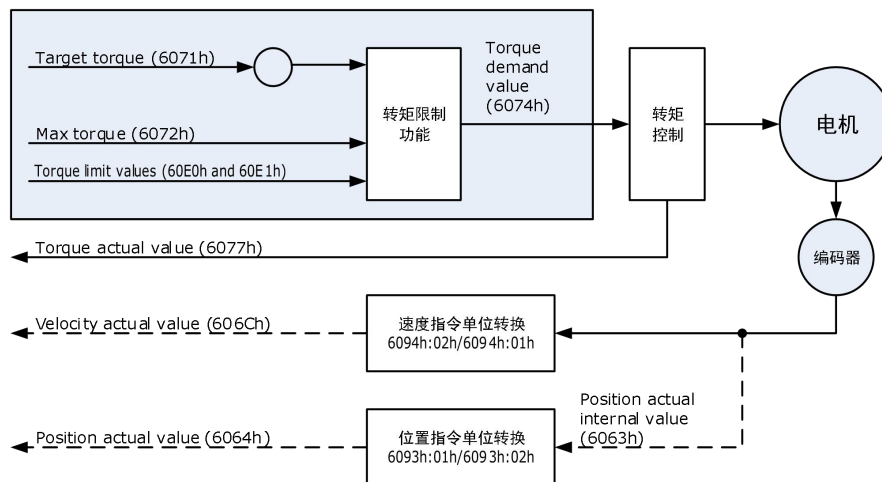 Target torque (6071h)
Torque
demand
value
(6074h)
转矩限制
功能
转矩
控制
电机
Max torque (6072h)
Torque limit values (60E0h and 60E1h)
Torque actual value (6077h)
编码器
Velocity actual value (606Ch)
速度指令单位转换
6094h:02h/6094h:01h
Position actual
internal value
(6063h)
Position actual value (6064h)
位置指令单位转换
6093h:01h/6093h:02h